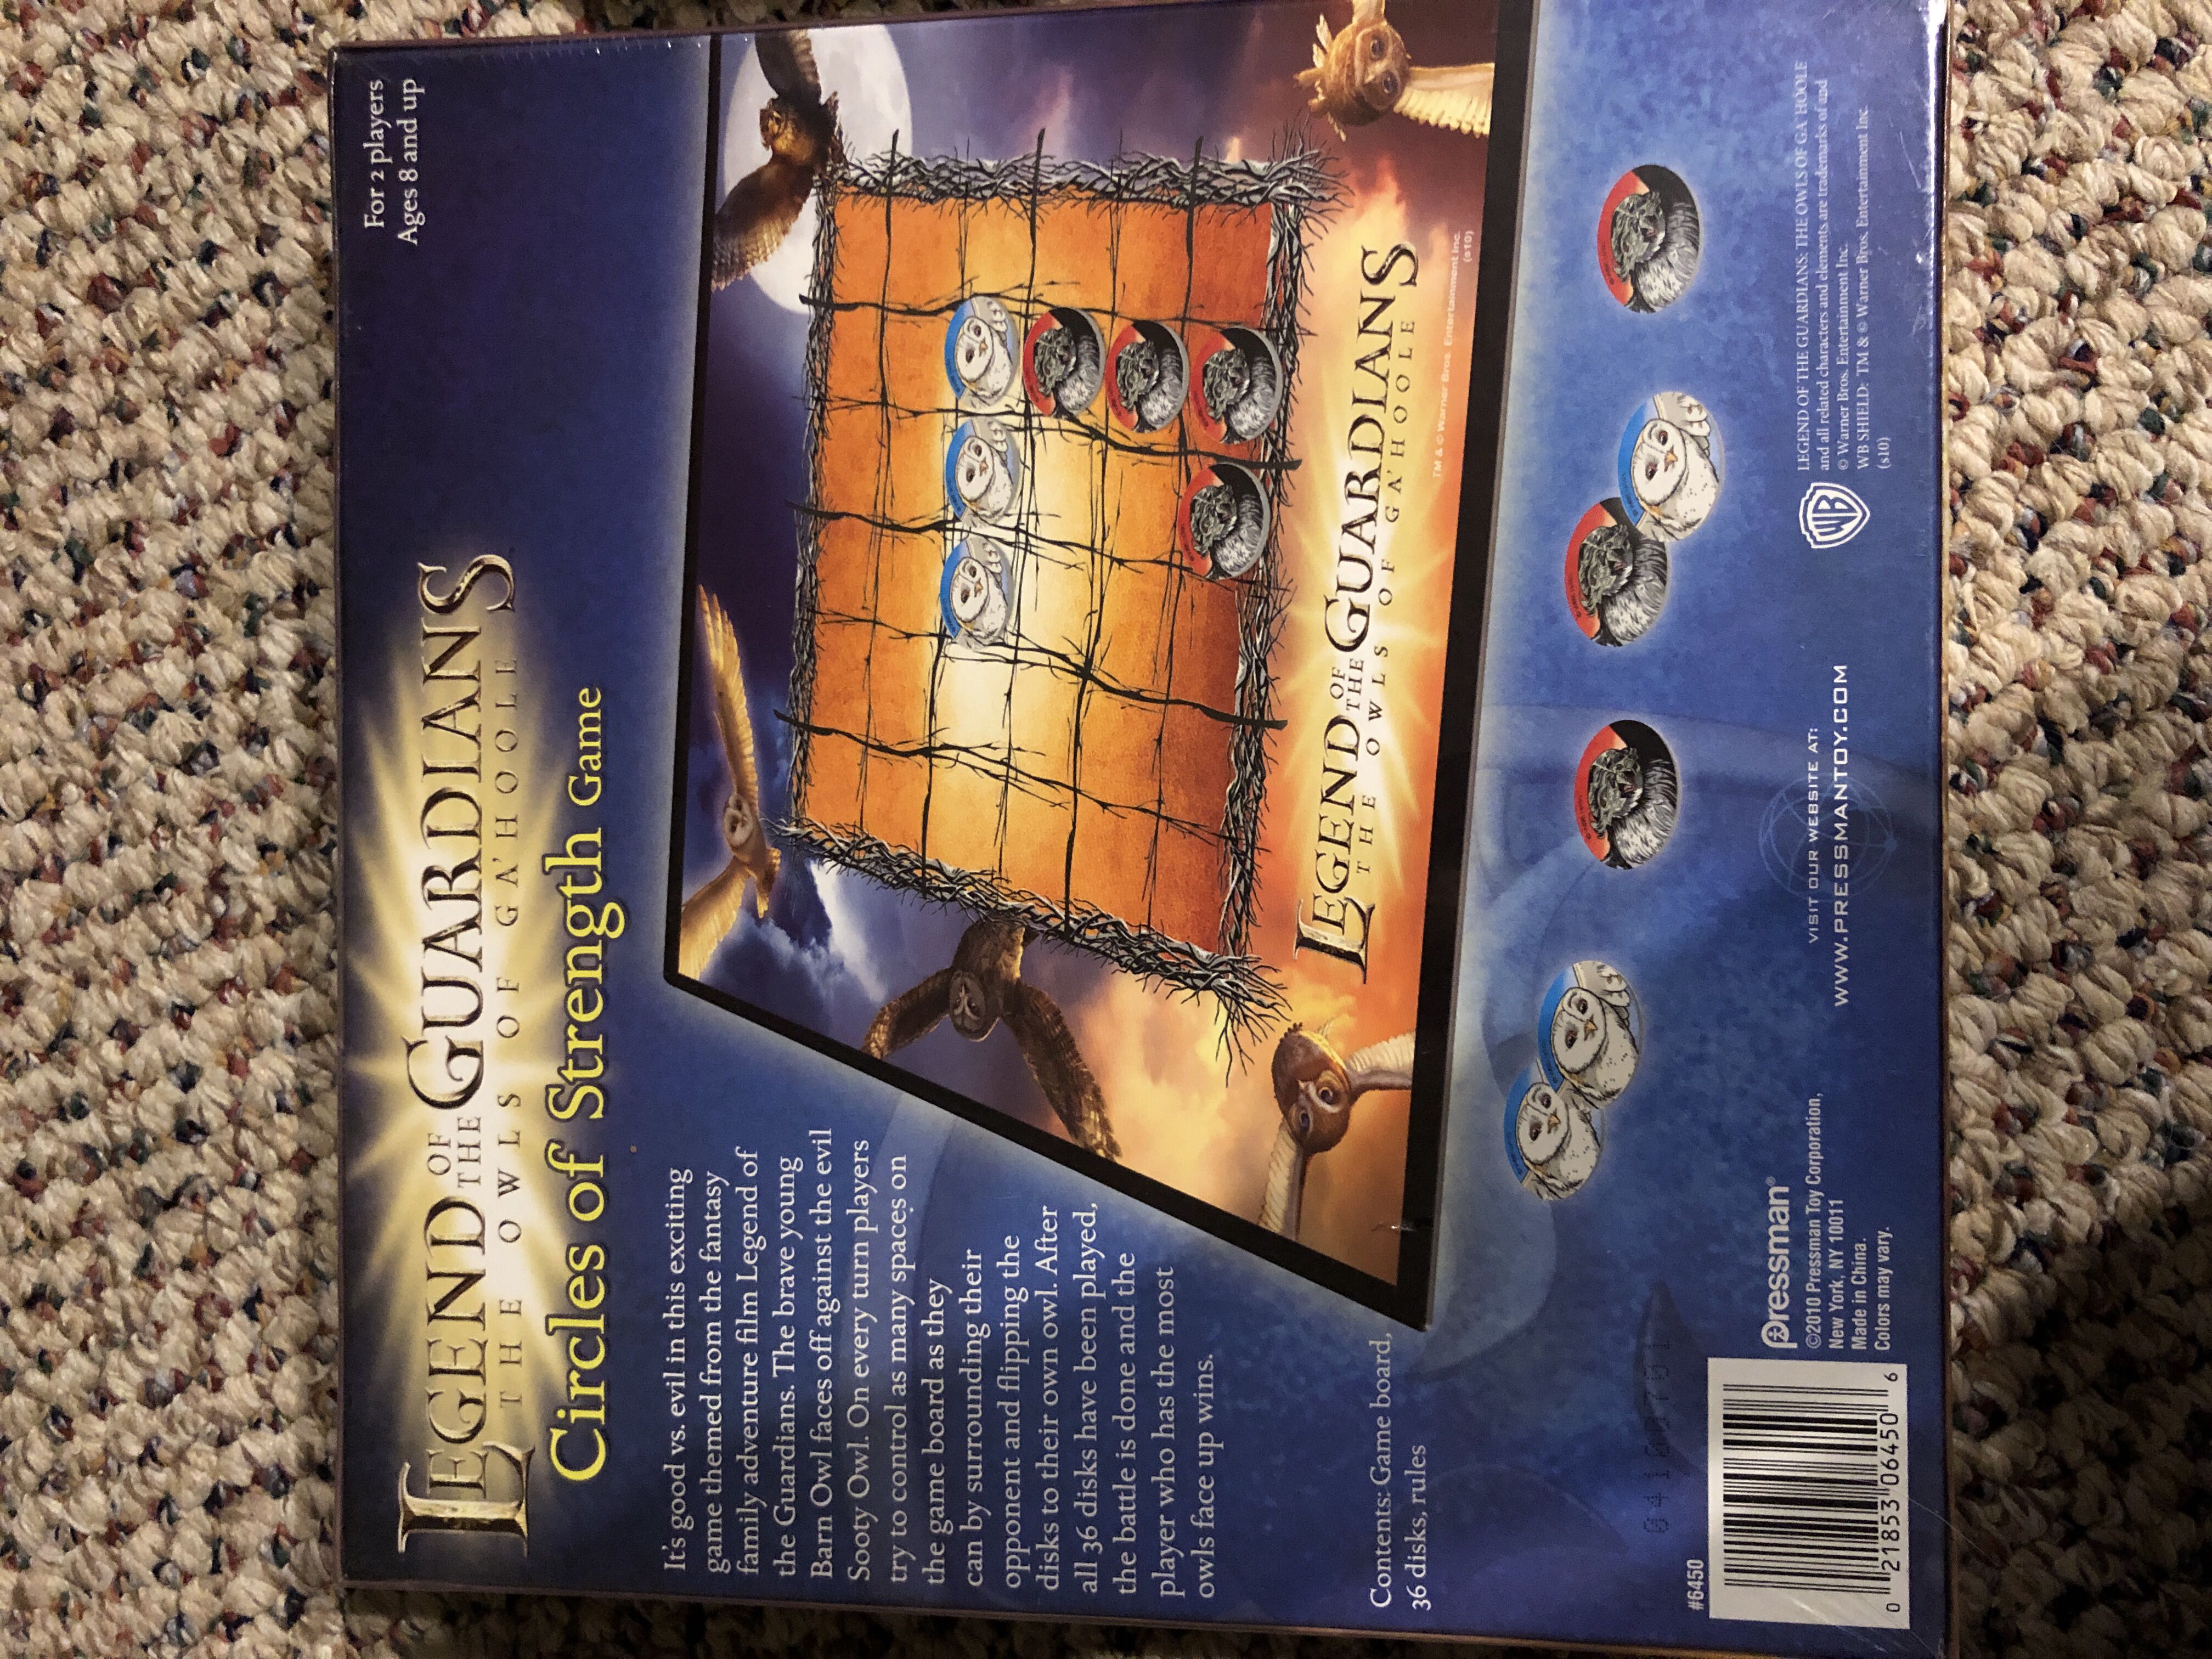 For 2 players
Ages 8 and up
LEGEND OF THE GUARDIANS
THE OWLS OF GA'HOOLE
Circles of Strength Game
It's good vs. evil in this exciting
game themed from the fantasy
family adventure film Legend of
the Guardians. The brave young
Barn Owl faces off against the evil
Sooty Owl. On every turn players
try to control as many spaces on
the game board as they
can by surrounding their
opponent and flipping the
disks to their own owl. After
all 36 disks have been played,
the battle is done and the
player who has the most
owls face up wins.
Contents: Game board,
36 disks, rules
LEGEND OF THE GUARDIANS
THE OWLS OF GA'HOOLE
TM & © Warner Bros. Entertainment Inc.
(s10)
#6450
0 21853 06450 6
Pressman®
©2010 Pressman Toy Corporation,
New York, NY 10011
Made in China.
Colors may vary.
VISIT OUR WEBSITE AT:
WWW.PRESSMANTOY.COM
WB
LEGEND OF THE GUARDIANS: THE OWLS OF GA'HOOLE
and all related characters and elements are trademarks of and
© Warner Bros. Entertainment Inc.
WB SHIELD: TM & © Warner Bros. Entertainment Inc.
(s10)